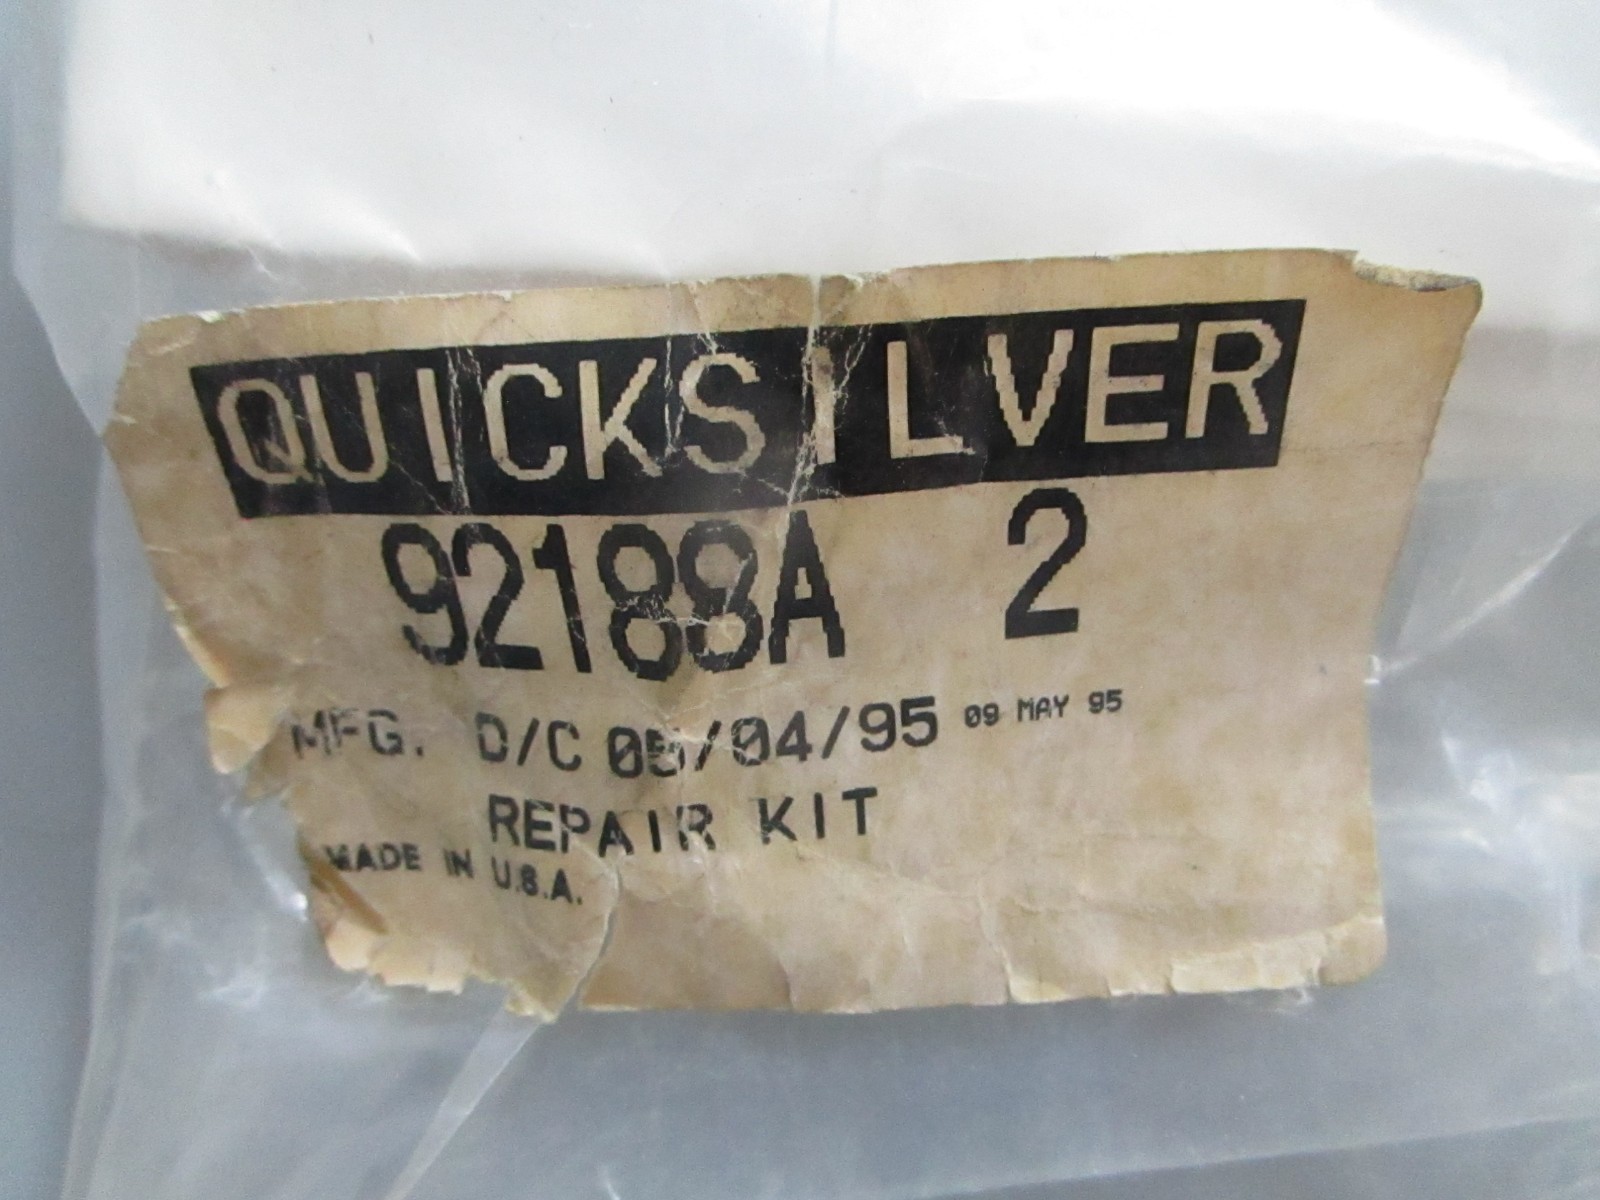 QUICKSILVER
92188A 2
MFG. D/C 05/04/95 09 MAY 95
REPAIR KIT
MADE IN U.S.A.